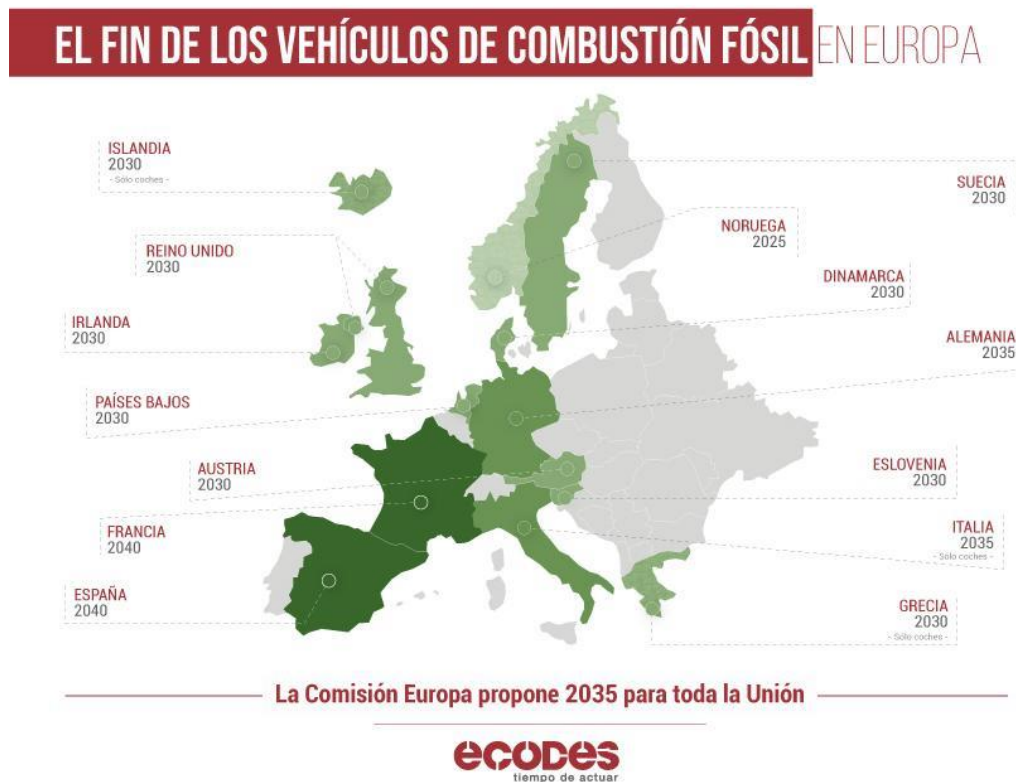 EL FIN DE LOS VEHÍCULOS DE COMBUSTIÓN FÓSIL EN EUROPA
ISLANDIA
2030
- Sólo coches -
REINO UNIDO
2030
IRLANDA
2030
PAÍSES BAJOS
2030
AUSTRIA
2030
FRANCIA
2040
ESPAÑA
2040
SUECIA
2030
NORUEGA
2025
DINAMARCA
2030
ALEMANIA
2035
ESLOVENIA
2030
ITALIA
2035
- Sólo coches -
GRECIA
2030
- Sólo coches -
La Comisión Europa propone 2035 para toda la Unión
ecodes
tiempo de actuar